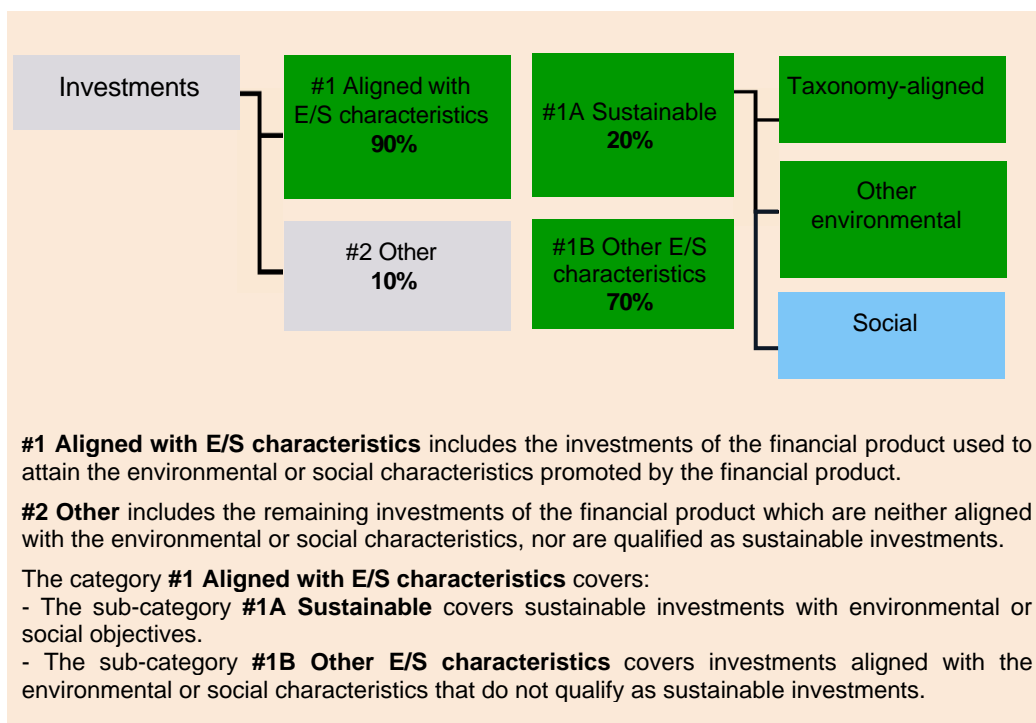 Investments
#1 Aligned with
E/S characteristics
90%
#2 Other
10%
#1A Sustainable
20%
#1B Other E/S
characteristics
70%
Taxonomy-aligned
Other
environmental
Social
#1 Aligned with E/S characteristics includes the investments of the financial product used to
attain the environmental or social characteristics promoted by the financial product.
#2 Other includes the remaining investments of the financial product which are neither aligned
with the environmental or social characteristics, nor are qualified as sustainable investments.
The category #1 Aligned with E/S characteristics covers:
- The sub-category #1A Sustainable covers sustainable investments with environmental or
social objectives.
- The sub-category #1B Other E/S characteristics covers investments aligned with the
environmental or social characteristics that do not qualify as sustainable investments.